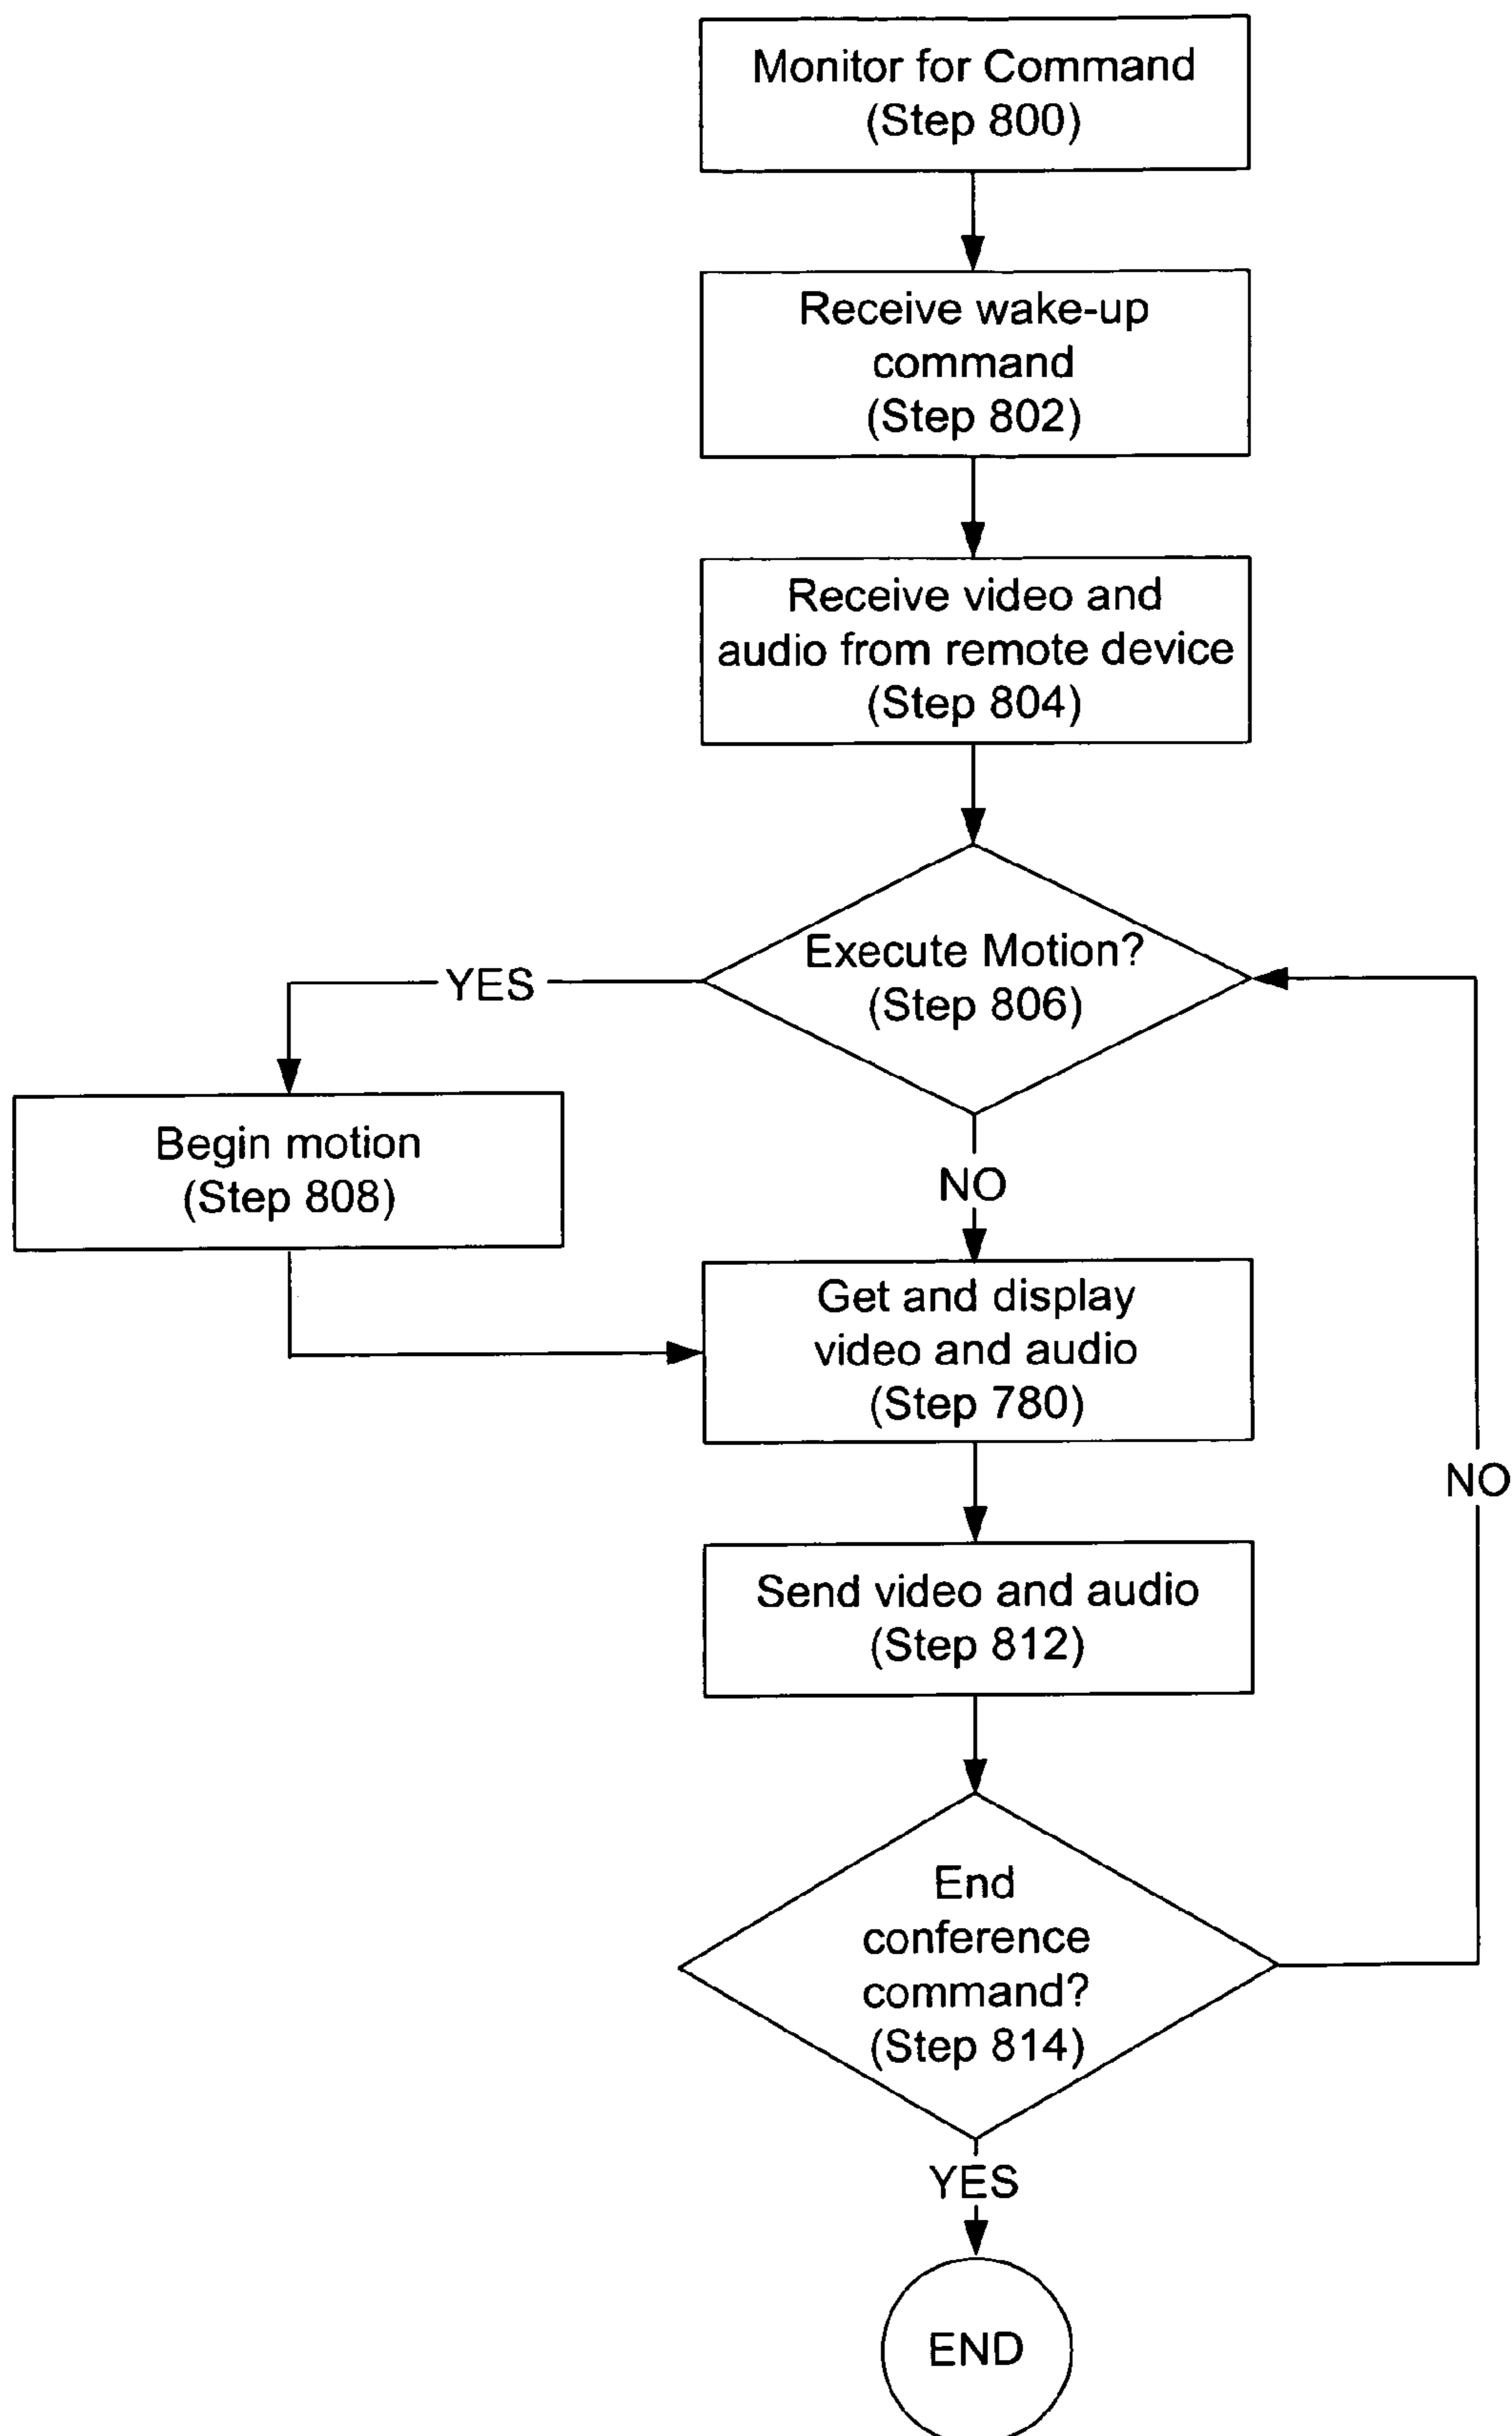 Monitor for Command
(Step 800)
Receive wake-up
command
(Step 802)
Receive video and
audio from remote device
(Step 804)
Execute Motion?
(Step 806)
YES
Begin motion
(Step 808)
NO
Get and display
video and audio
(Step 780)
NO
Send video and audio
(Step 812)
End
conference
command?
(Step 814)
YES
END